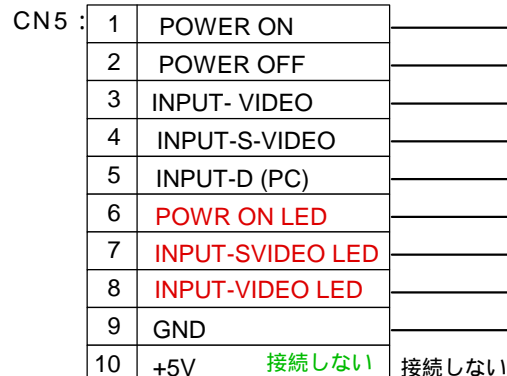 CN5 : 1 POWER ON
2 POWER OFF
3 INPUT- VIDEO
4 INPUT-S-VIDEO
5 INPUT-D (PC)
6 POWR ON LED
7 INPUT-SVIDEO LED
8 INPUT-VIDEO LED
9 GND
10 +5V 接続しない 接続しない